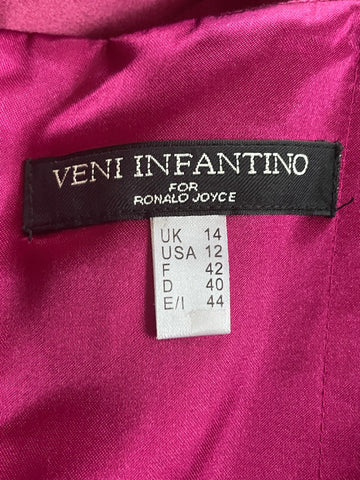 VENI INFANTINO
FOR
RONALD JOYCE
UK 14
USA 12
F 42
D 40
E/I 44